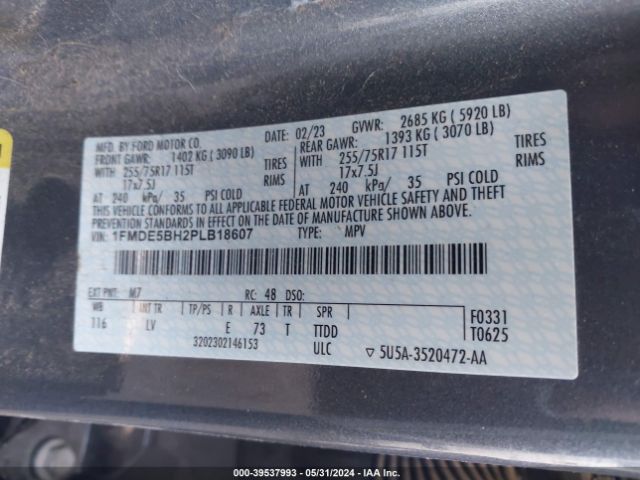 MFD. BY FORD MOTOR CO.
DATE: 02/23 GVWR: 2685 KG ( 5920 LB)
FRONT GAWR: 1402 KG ( 3090 LB)
REAR GAWR: 1393 KG ( 3070 LB)
WITH 255/75R17 115T TIRES
WITH 255/75R17 115T TIRES
17x7.5J RIMS
17x7.5J RIMS
AT 240 kPa/ 35 PSI COLD
AT 240 kPa/ 35 PSI COLD
THIS VEHICLE CONFORMS TO ALL APPLICABLE FEDERAL MOTOR VEHICLE SAFETY AND THEFT
PREVENTION STANDARDS IN EFFECT ON THE DATE OF MANUFACTURE SHOWN ABOVE.
VIN: 1FMDE5BH2PLB18607 TYPE: MPV
EXT PNT: M7 RC: 48 DSO:
WB INT TR TP/PS R AXLE TR SPR
F0331
116 LV E 73 T TTDD
T0625
3202302146153 ULC ▽ 5U5A-3520472-AA
000-39537993 - 05/31/2024 - IAA Inc.